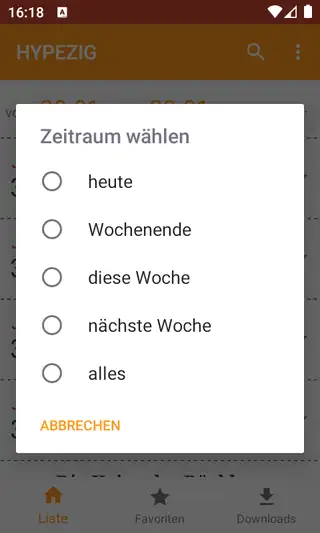 16:18
HYPEZIG
Zeitraum wählen
heute
Wochenende
diese Woche
nächste Woche
alles
ABBRECHEN
Liste
Favoriten
Downloads